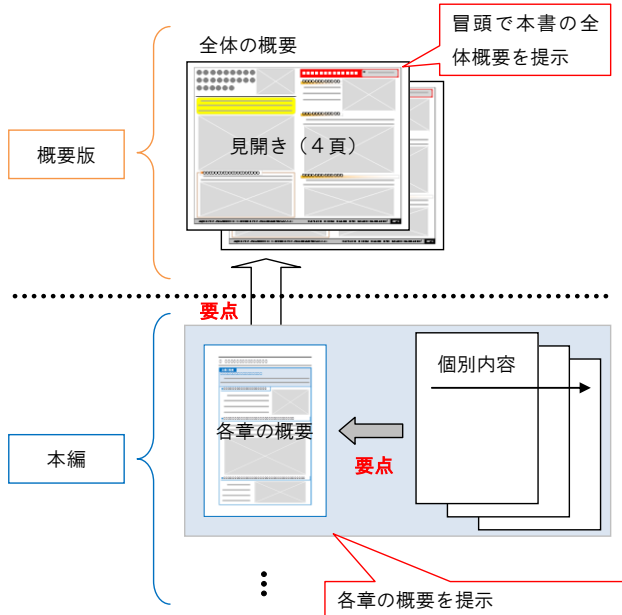 全体の概要
冒頭で本書の全
体概要を提示
概要版
見開き（４頁）
要点
本編
各章の概要
個別内容
要点
各章の概要を提示